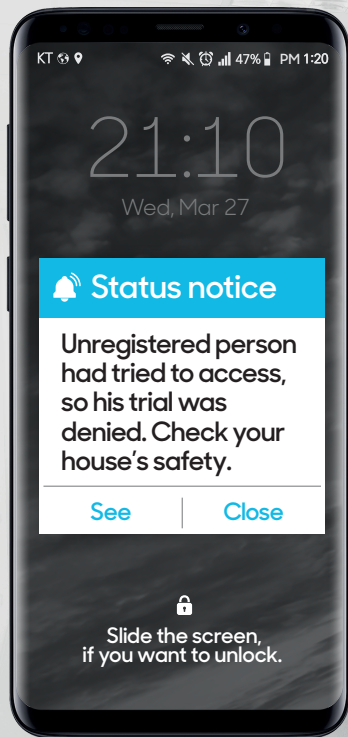 KT 47% PM 1:20
21:10
Wed, Mar 27
Status notice
Unregistered person
had tried to access,
so his trial was
denied. Check your
house's safety.
See Close
Slide the screen,
if you want to unlock.